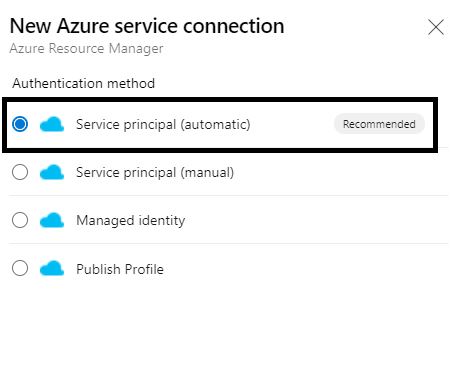 New Azure service connection
Azure Resource Manager
Authentication method
Service principal (automatic) Recommended
Service principal (manual)
Managed identity
Publish Profile